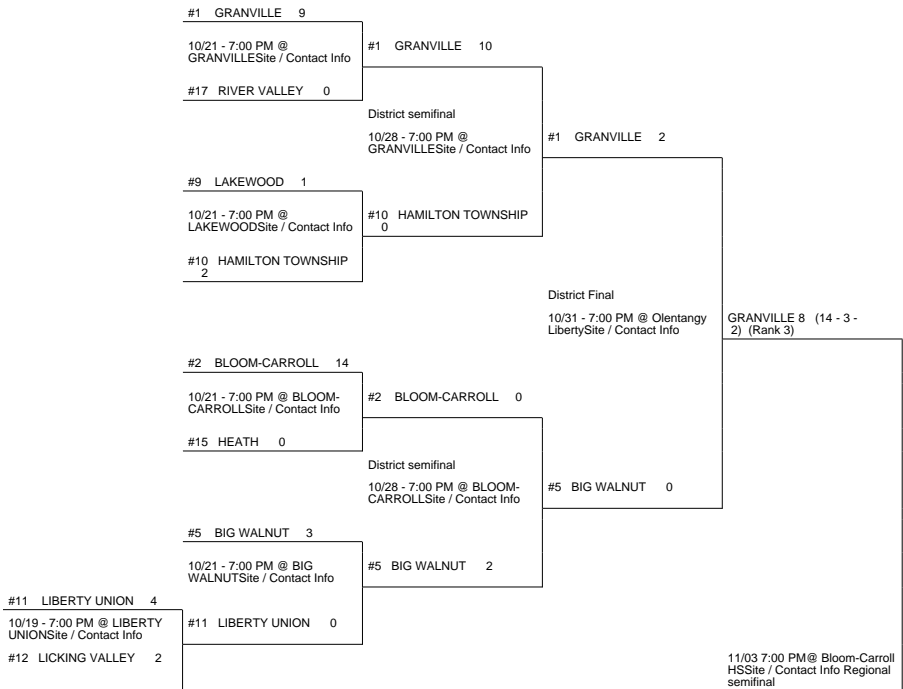 #1 GRANVILLE 9
10/21 - 7:00 PM @
GRANVILLESite / Contact Info
#17 RIVER VALLEY 0
#1 GRANVILLE 10
District semifinal
10/28 - 7:00 PM @
GRANVILLESite / Contact Info
#9 LAKEWOOD 1
10/21 - 7:00 PM @
LAKEWOODSite / Contact Info
#10 HAMILTON TOWNSHIP
2
#10 HAMILTON TOWNSHIP
0
#1 GRANVILLE 2
District Final
10/31 - 7:00 PM @ Olentangy
LibertySite / Contact Info
GRANVILLE 8 (14 - 3 -
2) (Rank 3)
#2 BLOOM-CARROLL 14
10/21 - 7:00 PM @ BLOOM-
CARROLLSite / Contact Info
#15 HEATH 0
#2 BLOOM-CARROLL 0
District semifinal
10/28 - 7:00 PM @ BLOOM-
CARROLLSite / Contact Info
#5 BIG WALNUT 0
#5 BIG WALNUT 3
10/21 - 7:00 PM @ BIG
WALNUTSite / Contact Info
#5 BIG WALNUT 2
#11 LIBERTY UNION 4
10/19 - 7:00 PM @ LIBERTY
UNIONSite / Contact Info
#12 LICKING VALLEY 2
#11 LIBERTY UNION 0
11/03 7:00 PM@ Bloom-Carroll
HSSite / Contact Info Regional
semifinal